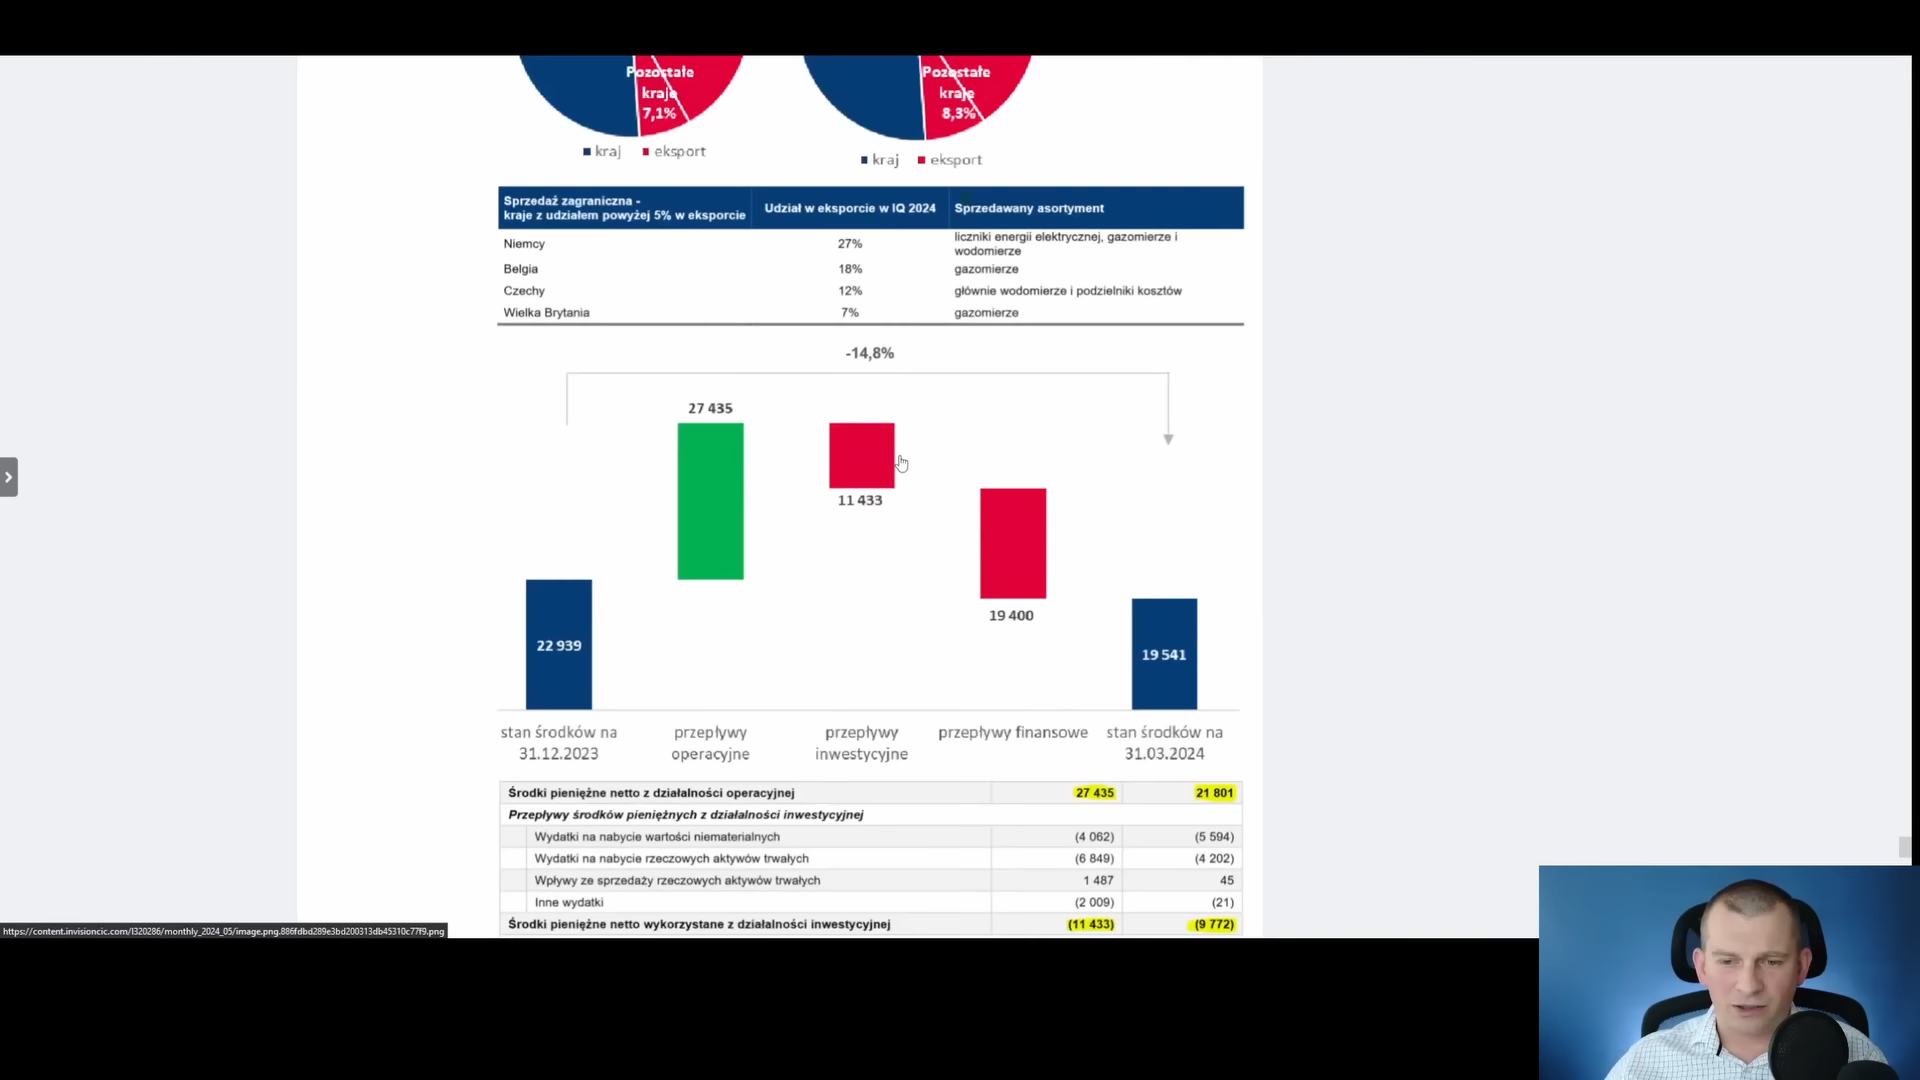 Pozostałe
kraje
7,1%
Pozostałe
kraje
8,3%
kraj eksport
kraj eksport
Sprzedaż zagraniczna -
kraje z udziałem powyżej 5% w eksporcie
Udział w eksporcie w IQ 2024
Sprzedawany asortyment
Niemcy 27% liczniki energii elektrycznej, gazomierze i
wodomierze
Belgia 18% gazomierze
Czechy 12% głównie wodomierze i podzielniki kosztów
Wielka Brytania 7% gazomierze
-14,8%
27 435
11 433
19 400
22 939
19 541
stan środków na
31.12.2023
przepływy
operacyjne
przepływy
inwestycyjne
przepływy finansowe
stan środków na
31.03.2024
Środki pieniężne netto z działalności operacyjnej 27 435 21 801
Przepływy środków pieniężnych z działalności inwestycyjnej
Wydatki na nabycie wartości niematerialnych (4 062) (5 594)
Wydatki na nabycie rzeczowych aktywów trwałych (6 849) (4 202)
Wpływy ze sprzedaży rzeczowych aktywów trwałych 1 487 45
Inne wydatki (2 009) (21)
Środki pieniężne netto wykorzystane z działalności inwestycyjnej (11 433) (9 772)